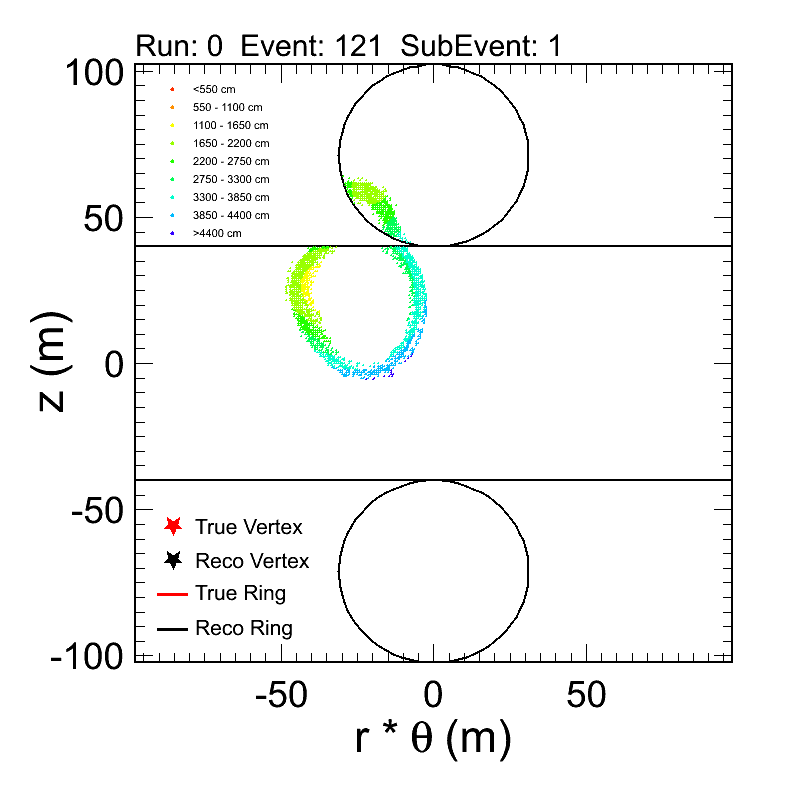 Run: 0 Event: 121 SubEvent: 1
100
<550 cm
550 - 1100 cm
1100 - 1650 cm
1650 - 2200 cm
2200 - 2750 cm
2750 - 3300 cm
3300 - 3850 cm
3850 - 4400 cm
>4400 cm
50
0
-50
-100
z (m)
True Vertex
Reco Vertex
True Ring
Reco Ring
-50 0 50
r * θ (m)